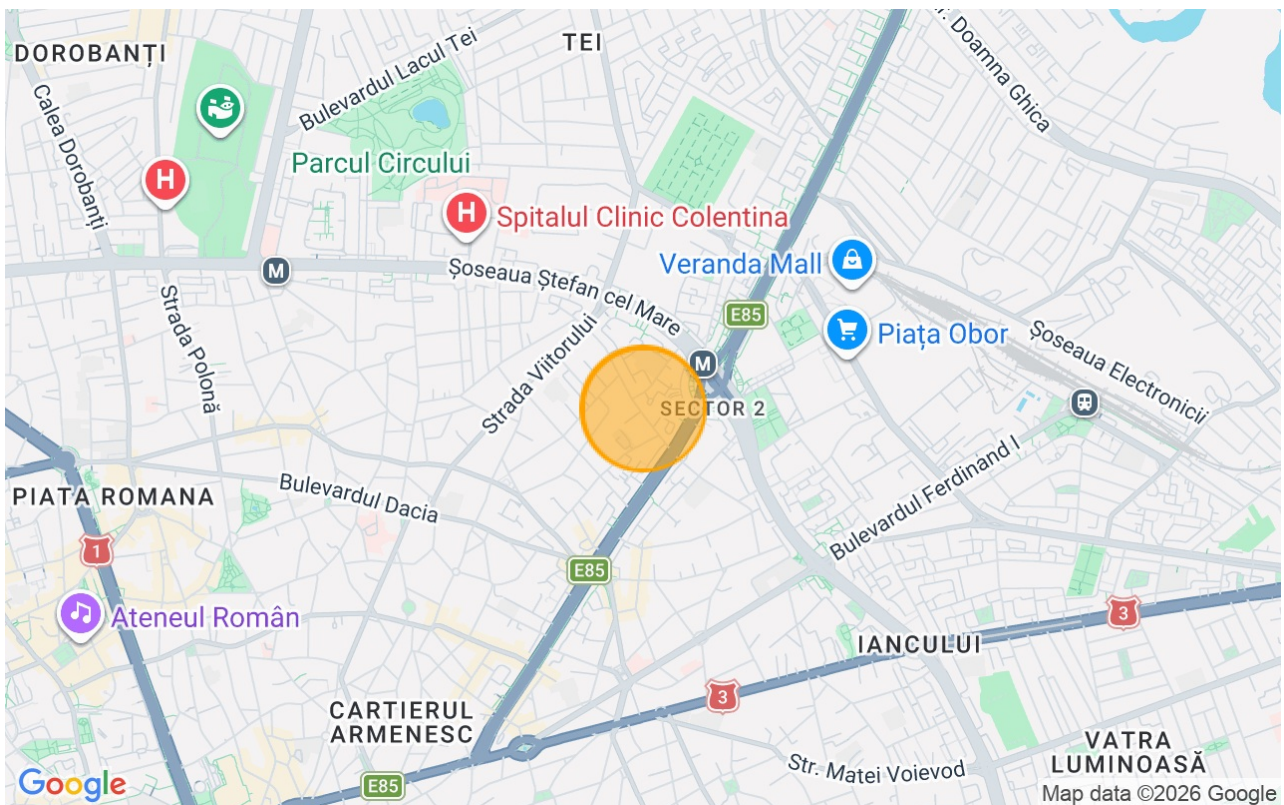 DOROBANȚI
TEI
Bulevardul Lacul Tei
Doamna Ghica
Calea Dorobanți
Parcul Circului
H
H
Spitalul Clinic Colentina
Veranda Mall
M
Șoseaua Ștefan cel Mare
E85
Strada Polonă
Strada Viitorului
M
Piața Obor
Șoseaua Electronicii
SECTOR 2
PIATA ROMANA
Bulevardul Dacia
Bulevardul Ferdinand I
1
E85
Ateneul Român
3
IANCULUI
3
CARTIERUL
ARMENESC
VATRA
LUMINOASĂ
Str. Matei Voievod
E85
Google
Map data ©2026 Google